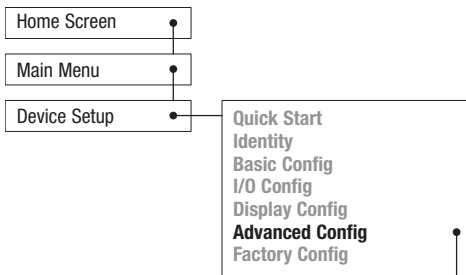 Home Screen
Main Menu
Device Setup
Quick Start
Identity
Basic Config
I/O Config
Display Config
Advanced Config
Factory Config